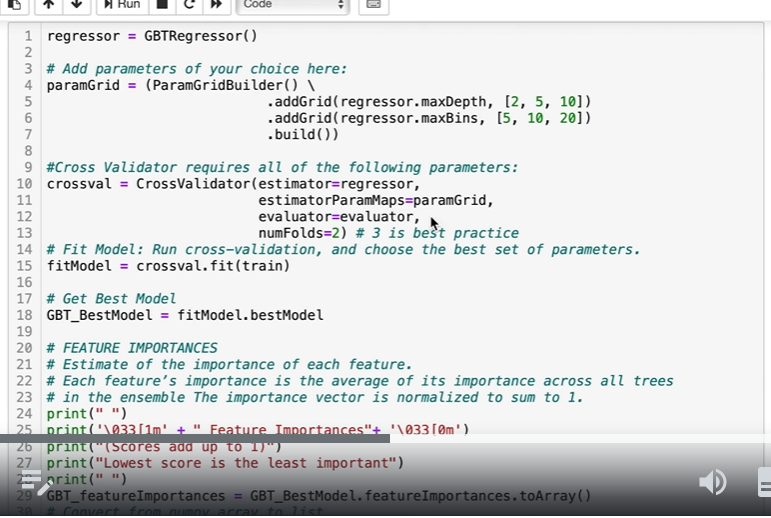 Run
Code
1 regressor = GBTRegressor()
2
3 # Add parameters of your choice here:
4 paramGrid = (ParamGridBuilder() \
5 .addGrid(regressor.maxDepth, [2, 5, 10])
6 .addGrid(regressor.maxBins, [5, 10, 20])
7 .build())
8
9 #Cross Validator requires all of the following parameters:
10 crossval = CrossValidator(estimator=regressor,
11 estimatorParamMaps=paramGrid,
12 evaluator=evaluator,
13 numFolds=2) # 3 is best practice
14 # Fit Model: Run cross-validation, and choose the best set of parameters.
15 fitModel = crossval.fit(train)
16
17 # Get Best Model
18 GBT_BestModel = fitModel.bestModel
19
20 # FEATURE IMPORTANCES
21 # Estimate of the importance of each feature.
22 # Each feature’s importance is the average of its importance across all trees
23 # in the ensemble The importance vector is normalized to sum to 1.
24 print(" ")
25 print('\033[1m' + " Feature Importances"+ '\033[0m')
26 print("(Scores add up to 1)")
27 print("Lowest score is the least important")
28 print(" ")
29 GBT_featureImportances = GBT_BestModel.featureImportances.toArray()
30 # Convert from numpy array to list